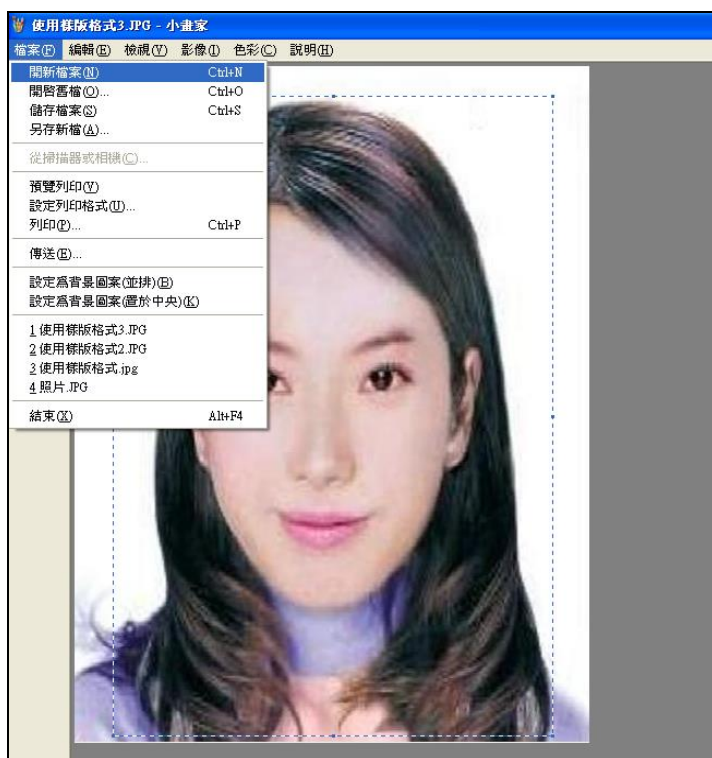 使用樣版格式3.JPG - 小畫家
檔案(F) 編輯(E) 檢視(V) 影像(I) 色彩(C) 說明(H)
開新檔案(N) Ctrl+N
開啟舊檔(O)... Ctrl+O
儲存檔案(S) Ctrl+S
另存新檔(A)...
從掃描器或相機(C)...
預覽列印(V)
設定列印格式(U)...
列印(P)... Ctrl+P
傳送(E)...
設定為背景圖案(並排)(B)
設定為背景圖案(置於中央)(K)
1 使用樣版格式3.JPG
2 使用樣版格式2.JPG
3 使用樣版格式.jpg
4 照片.JPG
結束(X) Alt+F4